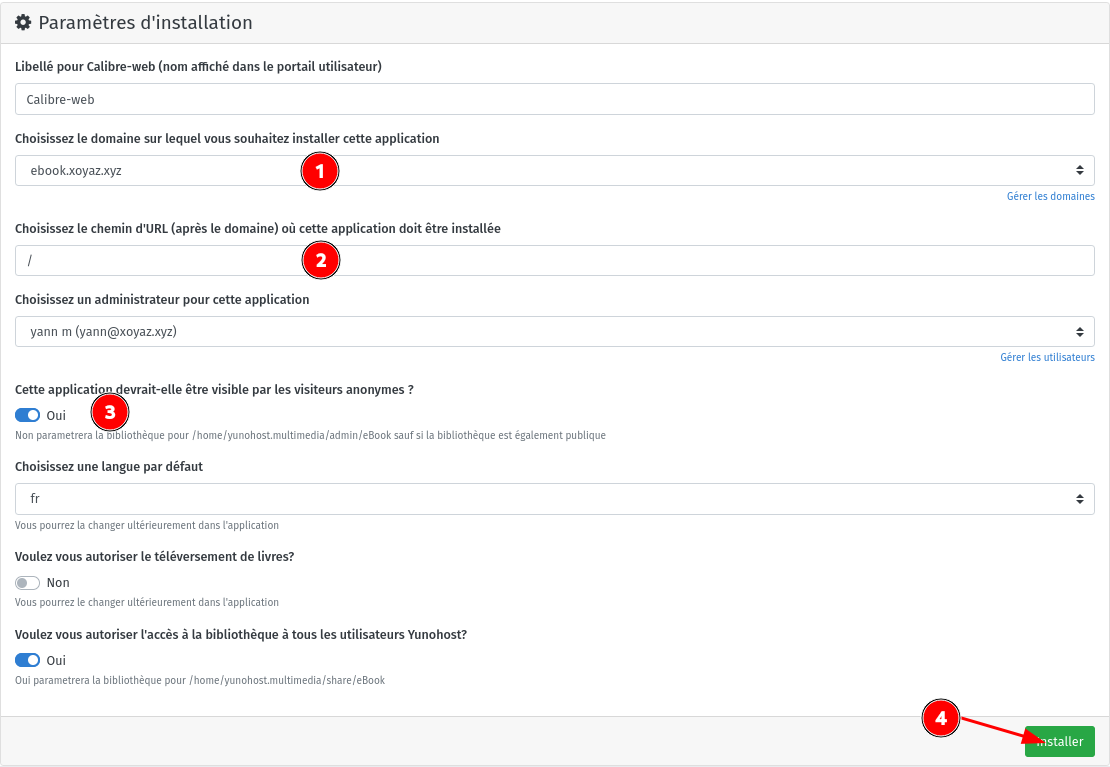 Paramètres d'installation
Libellé pour Calibre-web (nom affiché dans le portail utilisateur)
Calibre-web
Choisissez le domaine sur lequel vous souhaitez installer cette application
ebook.xoyaz.xyz
1
Gérer les domaines
Choisissez le chemin d'URL (après le domaine) où cette application doit être installée
/
2
Choisissez un administrateur pour cette application
yann m (yann@xoyaz.xyz)
Gérer les utilisateurs
Cette application devrait-elle être visible par les visiteurs anonymes ?
Oui
3
Non parametrera la bibliothèque pour /home/yunohost.multimedia/admin/eBook sauf si la bibliothèque est également publique
Choisissez une langue par défaut
fr
Vous pourrez la changer ultérieurement dans l'application
Voulez vous autoriser le téléversement de livres?
Non
Vous pourrez le changer ultérieurement dans l'application
Voulez vous autoriser l'accès à la bibliothèque à tous les utilisateurs Yunohost?
Oui
Oui parametrera la bibliothèque pour /home/yunohost.multimedia/share/eBook
4
Installer